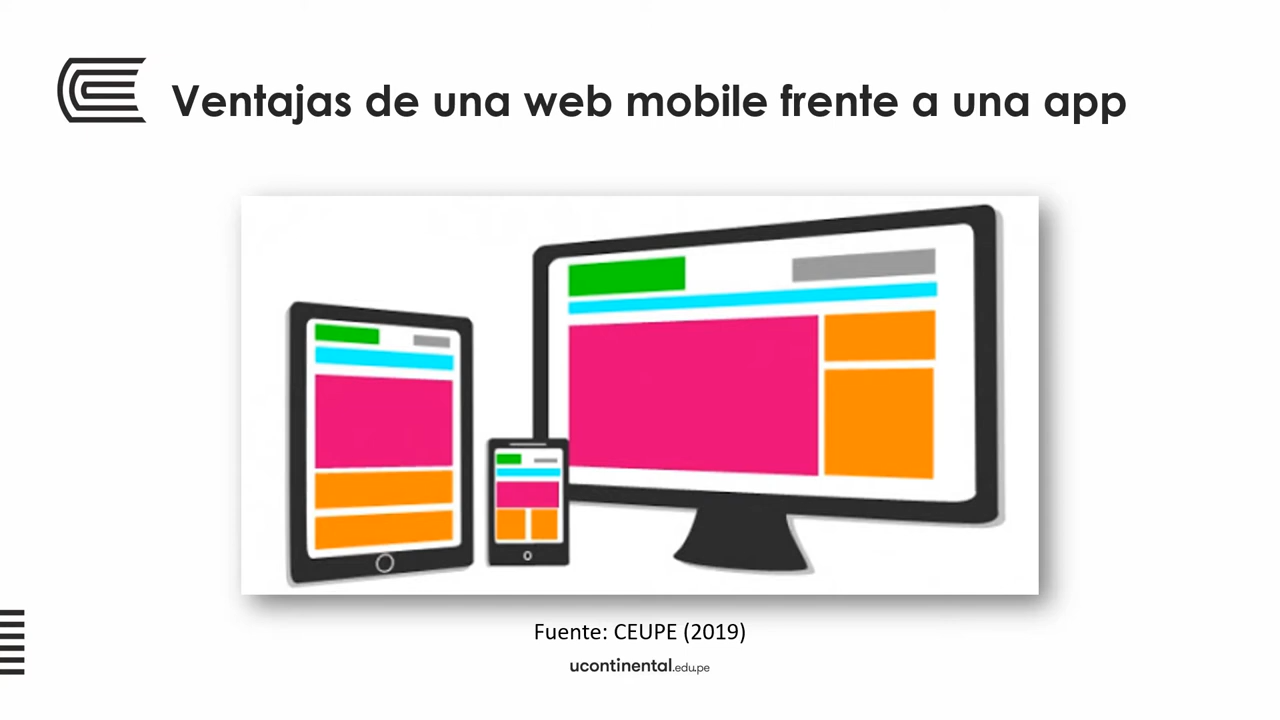 Ventajas de una web mobile frente a una app
Fuente: CEUPE (2019)
ucontinental.edu.pe